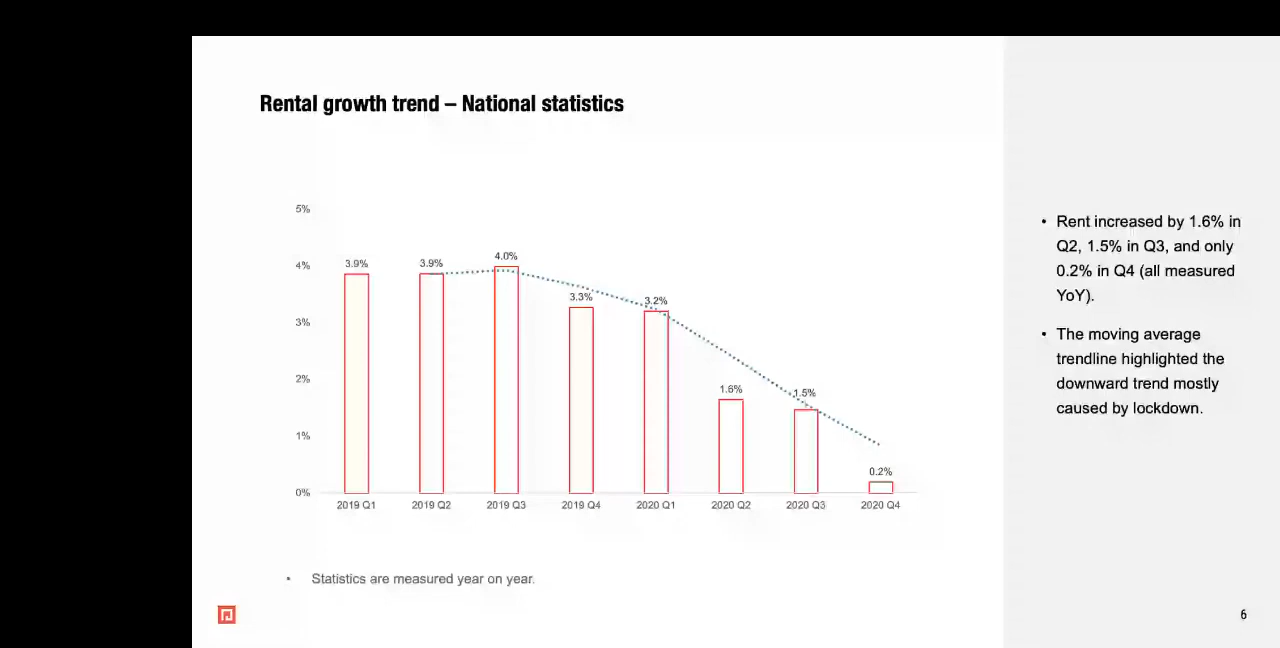 Rental growth trend – National statistics
5%
4%
3%
2%
1%
0%
3.9%
3.9%
4.0%
3.3%
3.2%
1.6%
1.5%
0.2%
2019 Q1
2019 Q2
2019 Q3
2019 Q4
2020 Q1
2020 Q2
2020 Q3
2020 Q4
• Statistics are measured year on year.
• Rent increased by 1.6% in
Q2, 1.5% in Q3, and only
0.2% in Q4 (all measured
YoY).
• The moving average
trendline highlighted the
downward trend mostly
caused by lockdown.
6